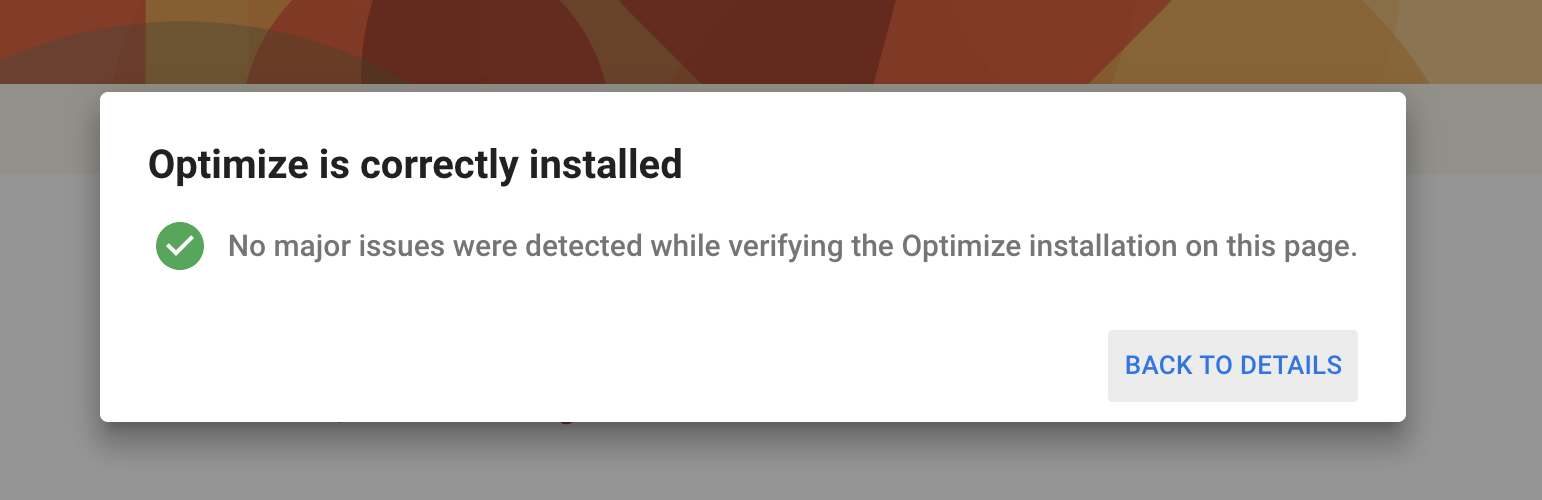 Optimize is correctly installed
No major issues were detected while verifying the Optimize installation on this page.
BACK TO DETAILS